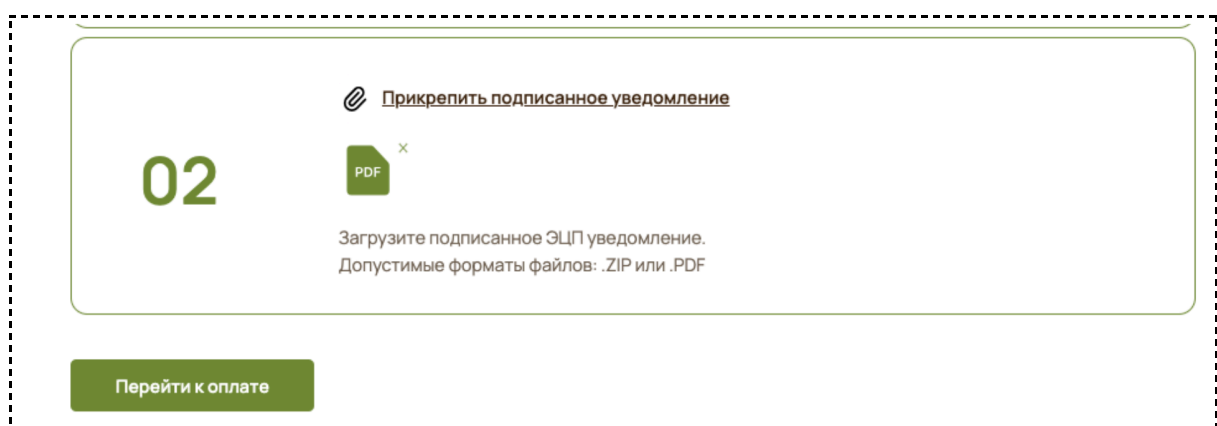 Прикрепить подписанное уведомление
02
PDF
Загрузите подписанное ЭЦП уведомление.
Допустимые форматы файлов: .ZIP или .PDF
Перейти к оплате